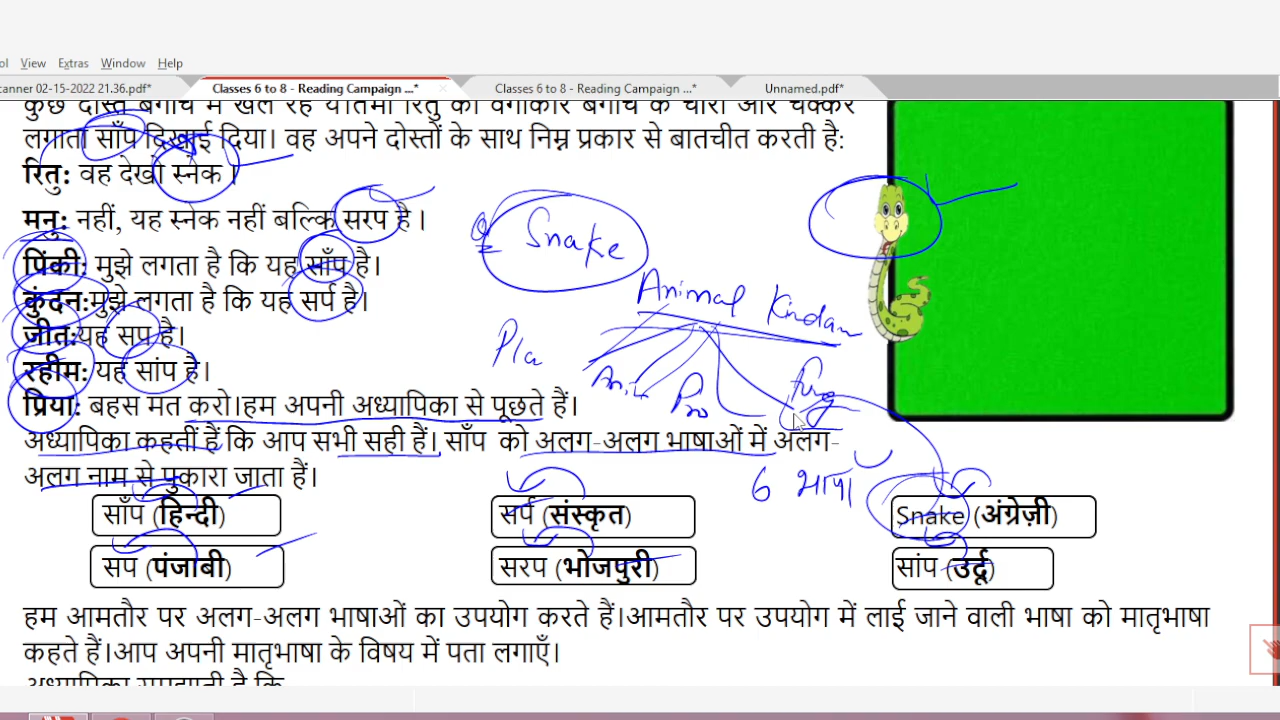 View Extras Window Help
canner 02-15-2022 21.36.pdf* Classes 6 to 8 - Reading Campaign ...* Classes 6 to 8 - Reading Campaign ...* Unnamed.pdf*
लगाता साँप दिखाई दिया। वह अपने दोस्तों के साथ निम्न प्रकार से बातचीत करती है:
रितु: वह देखो स्नेक ।
मनु: नहीं, यह स्नेक नहीं बल्कि सरप है ।
Snake
पिंकी: मुझे लगता है कि यह साँप है।
कुंदन:मुझे लगता है कि यह सर्प है।
Animal Kindam
जीत:यह सप है।
Pla
रहीम: यह सांप है।
Pro
प्रिया: बहस मत करो।हम अपनी अध्यापिका से पूछते हैं।
अध्यापिका कहतीं हैं कि आप सभी सही हैं। साँप को अलग-अलग भाषाओं में अलग-
अलग नाम से पुकारा जाता हैं।
6 भाषा
साँप (हिन्दी) सर्प (संस्कृत) Snake (अंग्रेज़ी)
सप (पंजाबी) सरप (भोजपुरी) सांप (उर्दू)
हम आमतौर पर अलग-अलग भाषाओं का उपयोग करते हैं।आमतौर पर उपयोग में लाई जाने वाली भाषा को मातृभाषा
कहते हैं।आप अपनी मातृभाषा के विषय में पता लगाएँ।